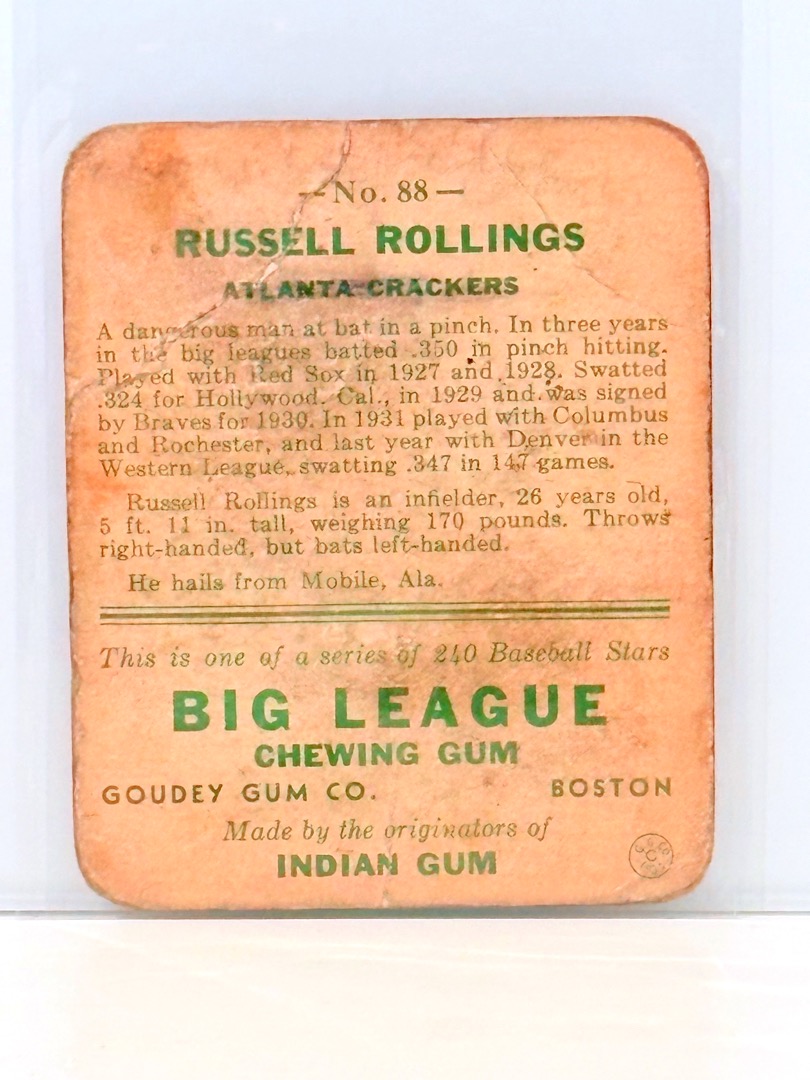 —No. 88—
RUSSELL ROLLINGS
ATLANTA CRACKERS
A dangerous man at bat in a pinch. In three years
in the big leagues batted .350 in pinch hitting.
Played with Red Sox in 1927 and 1928. Swatted
.324 for Hollywood, Cal., in 1929 and was signed
by Braves for 1930. In 1931 played with Columbus
and Rochester, and last year with Denver in the
Western League, swatting .347 in 147 games.
Russell Rollings is an infielder, 26 years old,
5 ft. 11 in. tall, weighing 170 pounds. Throws
right-handed, but bats left-handed.
He hails from Mobile, Ala.
This is one of a series of 240 Baseball Stars
BIG LEAGUE
CHEWING GUM
GOUDEY GUM CO. BOSTON
Made by the originators of
INDIAN GUM